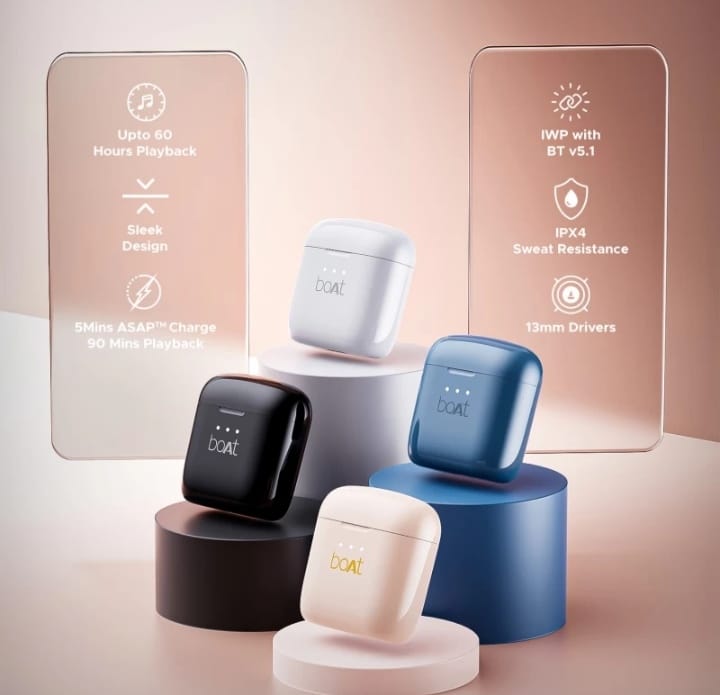 Upto 60
Hours Playback
Sleek
Design
5Mins ASAP™ Charge
90 Mins Playback
IWP with
BT v5.1
IPX4
Sweat Resistance
13mm Drivers
boAt
boAt
boAt
boAt